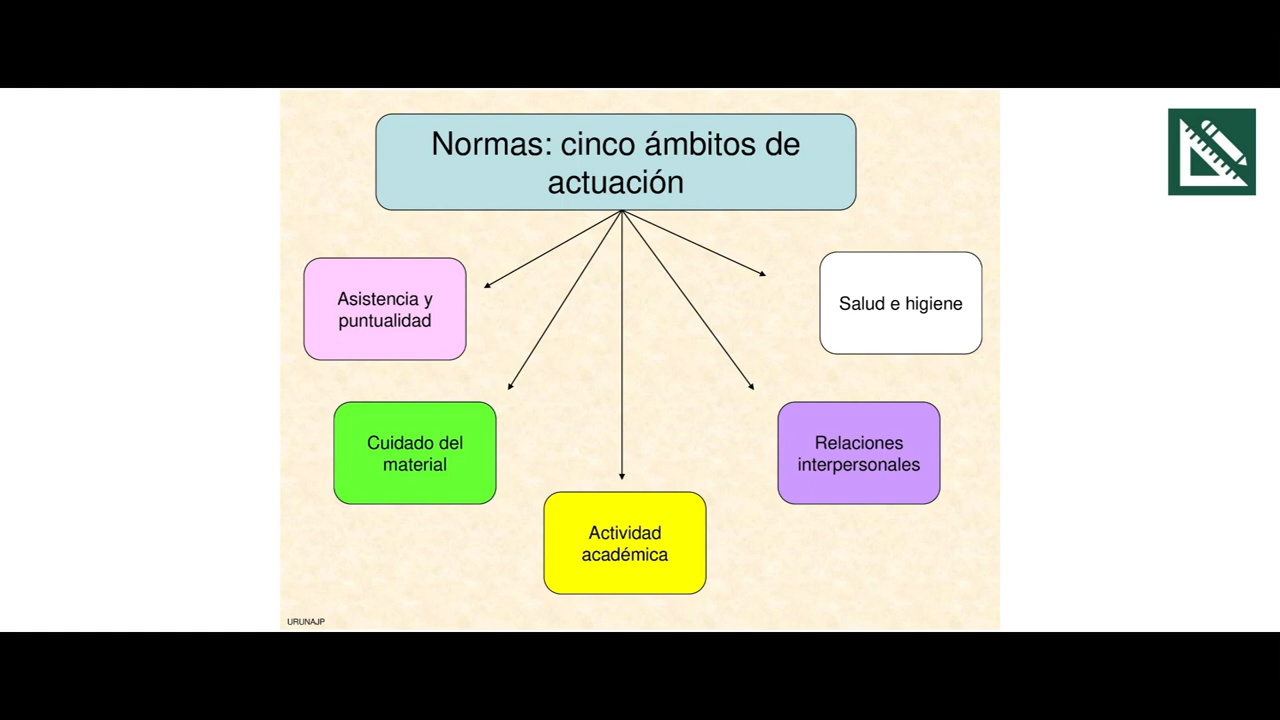 Normas: cinco ámbitos de
actuación
Asistencia y
puntualidad
Salud e higiene
Cuidado del
material
Relaciones
interpersonales
Actividad
académica
URUNAJP